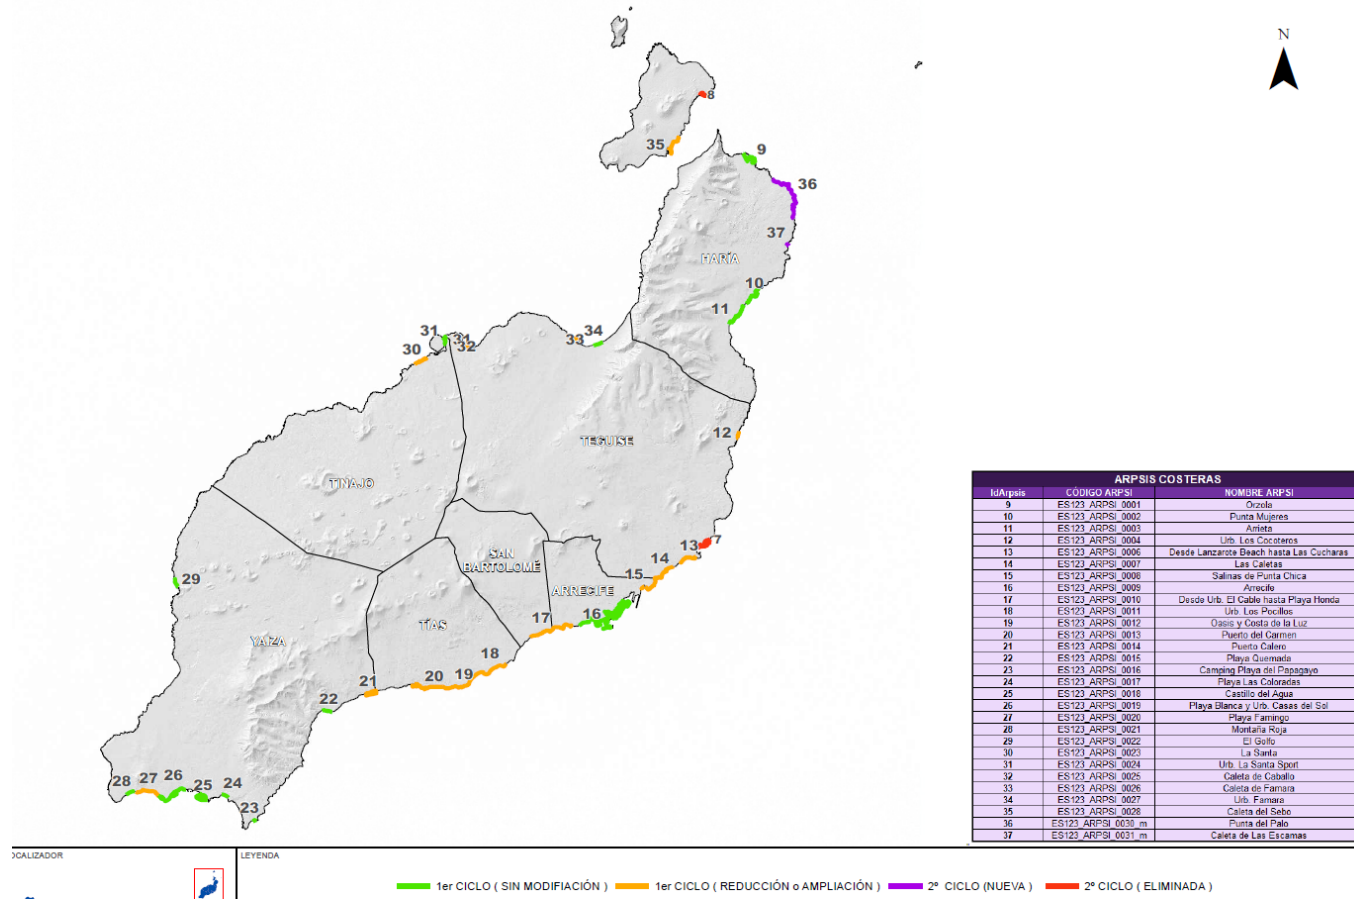 N
8
35
9
36
37
HARÍA
10
11
31
34
33
31
32
30
12
TEGUISE
TINAJO
13
7
14
SAN
BARTOLOMÉ
15
ARRECIFE
29
16
17
TÍAS
YAIZA
18
19
20
21
22
28
27
26
25
24
23
ARPSIS COSTERAS
IdArpsis CÓDIGO ARPSI NOMBRE ARPSI
9 ES123_ARPSI_0001 Orzola
10 ES123_ARPSI_0002 Punta Mujeres
11 ES123_ARPSI_0003 Arrieta
12 ES123_ARPSI_0004 Urb. Los Cocoteros
13 ES123_ARPSI_0006 Desde Lanzarote Beach hasta Las Cucharas
14 ES123_ARPSI_0007 Las Caletas
15 ES123_ARPSI_0008 Salinas de Punta Chica
16 ES123_ARPSI_0009 Arrecife
17 ES123_ARPSI_0010 Desde Urb. El Cable hasta Playa Honda
18 ES123_ARPSI_0011 Urb. Los Pocillos
19 ES123_ARPSI_0012 Oasis y Costa de la Luz
20 ES123_ARPSI_0013 Puerto del Carmen
21 ES123_ARPSI_0014 Puerto Calero
22 ES123_ARPSI_0015 Playa Quemada
23 ES123_ARPSI_0016 Camping Playa del Papagayo
24 ES123_ARPSI_0017 Playa Las Coloradas
25 ES123_ARPSI_0018 Castillo del Agua
26 ES123_ARPSI_0019 Playa Blanca y Urb. Casas del Sol
27 ES123_ARPSI_0020 Playa Famingo
28 ES123_ARPSI_0021 Montaña Roja
29 ES123_ARPSI_0022 El Golfo
30 ES123_ARPSI_0023 La Santa
31 ES123_ARPSI_0024 Urb. La Santa Sport
32 ES123_ARPSI_0025 Caleta de Caballo
33 ES123_ARPSI_0026 Caleta de Famara
34 ES123_ARPSI_0027 Urb. Famara
35 ES123_ARPSI_0028 Caleta del Sebo
36 ES123_ARPSI_0030_m Punta del Palo
37 ES123_ARPSI_0031_m Caleta de Las Escamas
OCALIZADOR
LEYENDA
1er CICLO ( SIN MODIFIACIÓN )
1er CICLO ( REDUCCIÓN o AMPLIACIÓN )
2º CICLO (NUEVA )
2º CICLO ( ELIMINADA )